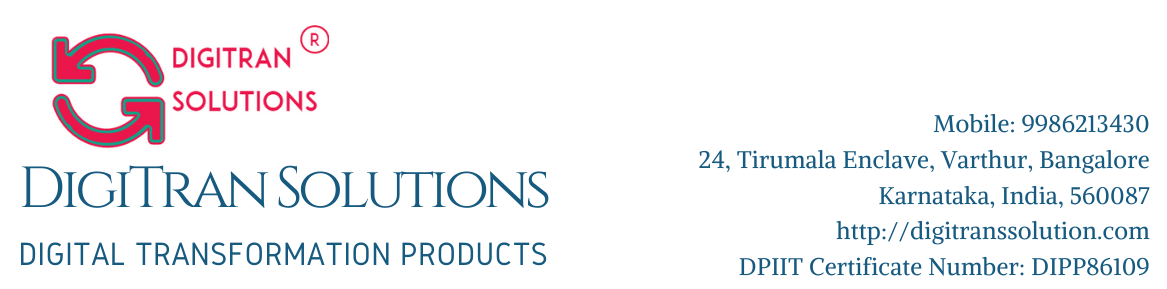 DIGITRAN ®
SOLUTIONS
DIGITRAN SOLUTIONS
DIGITAL TRANSFORMATION PRODUCTS
Mobile: 9986213430
24, Tirumala Enclave, Varthur, Bangalore
Karnataka, India, 560087
http://digitranssolution.com
DPIIT Certificate Number: DIPP86109